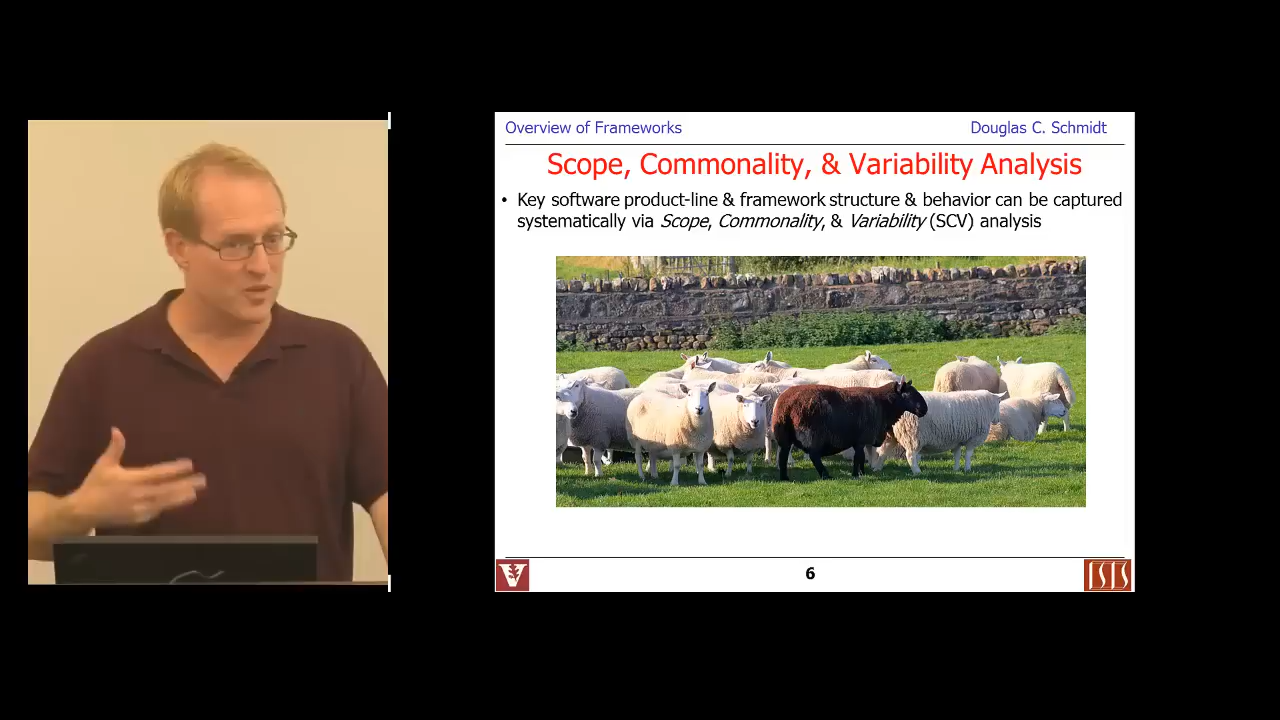 Overview of Frameworks
Douglas C. Schmidt
Scope, Commonality, & Variability Analysis
• Key software product-line & framework structure & behavior can be captured
systematically via Scope, Commonality, & Variability (SCV) analysis
6
V
ISIS